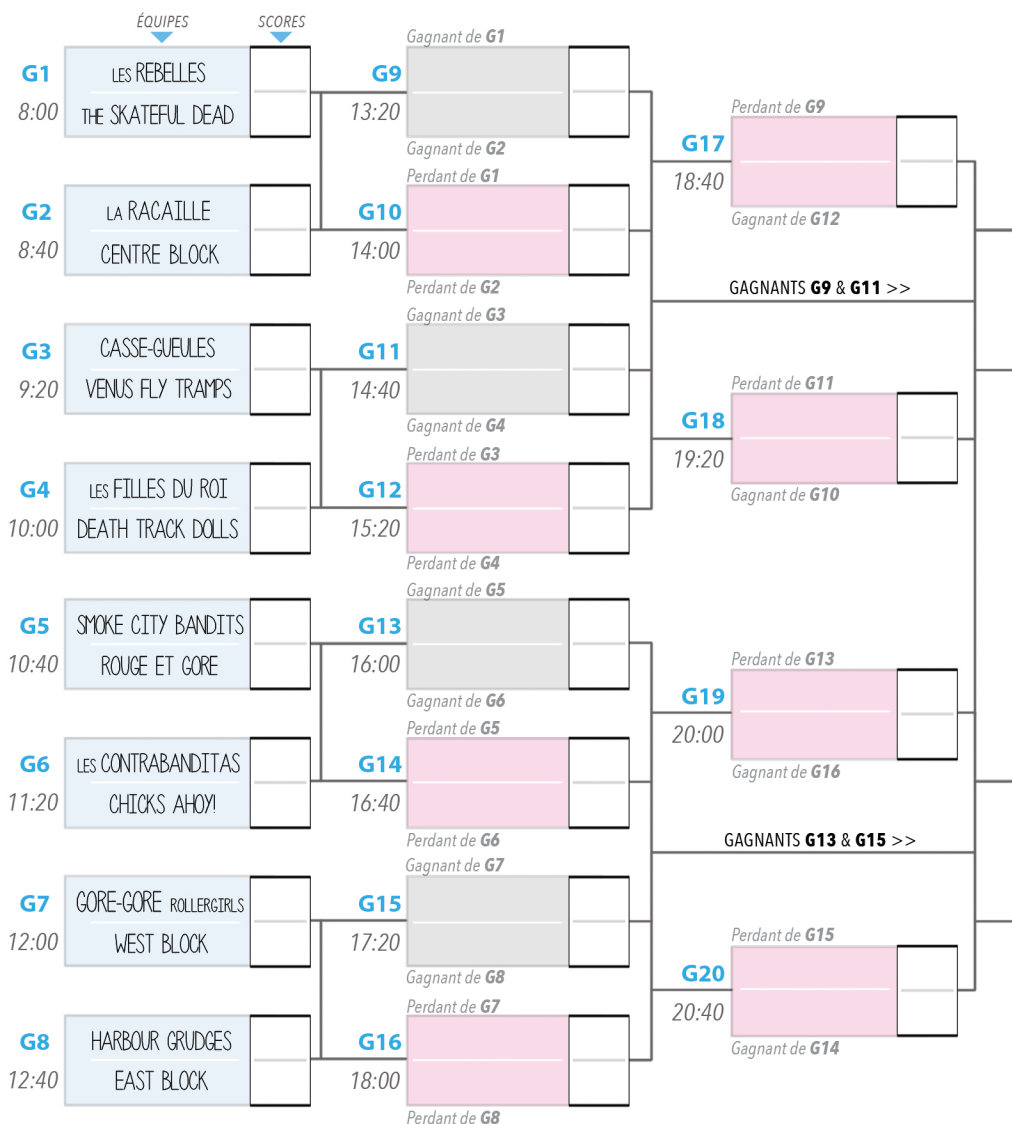 ÉQUIPES
SCORES
G1
8:00
LES REBELLES
THE SKATEFUL DEAD
G2
8:40
LA RACAILLE
CENTRE BLOCK
G3
9:20
CASSE-GUEULES
VENUS FLY TRAMPS
G4
10:00
LES FILLES DU ROI
DEATH TRACK DOLLS
G5
10:40
SMOKE CITY BANDITS
ROUGE ET GORE
G6
11:20
LES CONTRABANDITAS
CHICKS AHOY!
G7
12:00
GORE-GORE ROLLERGIRLS
WEST BLOCK
G8
12:40
HARBOUR GRUDGES
EAST BLOCK
Gagnant de G1
G9
13:20
Gagnant de G2
Perdant de G1
G10
14:00
Perdant de G2
Gagnant de G3
G11
14:40
Gagnant de G4
Perdant de G3
G12
15:20
Perdant de G4
Gagnant de G5
G13
16:00
Gagnant de G6
Perdant de G5
G14
16:40
Perdant de G6
Gagnant de G7
G15
17:20
Gagnant de G8
Perdant de G7
G16
18:00
Perdant de G8
Perdant de G9
G17
18:40
Gagnant de G12
GAGNANTS G9 & G11 >>
Perdant de G11
G18
19:20
Gagnant de G10
Perdant de G13
G19
20:00
Gagnant de G16
GAGNANTS G13 & G15 >>
Perdant de G15
G20
20:40
Gagnant de G14